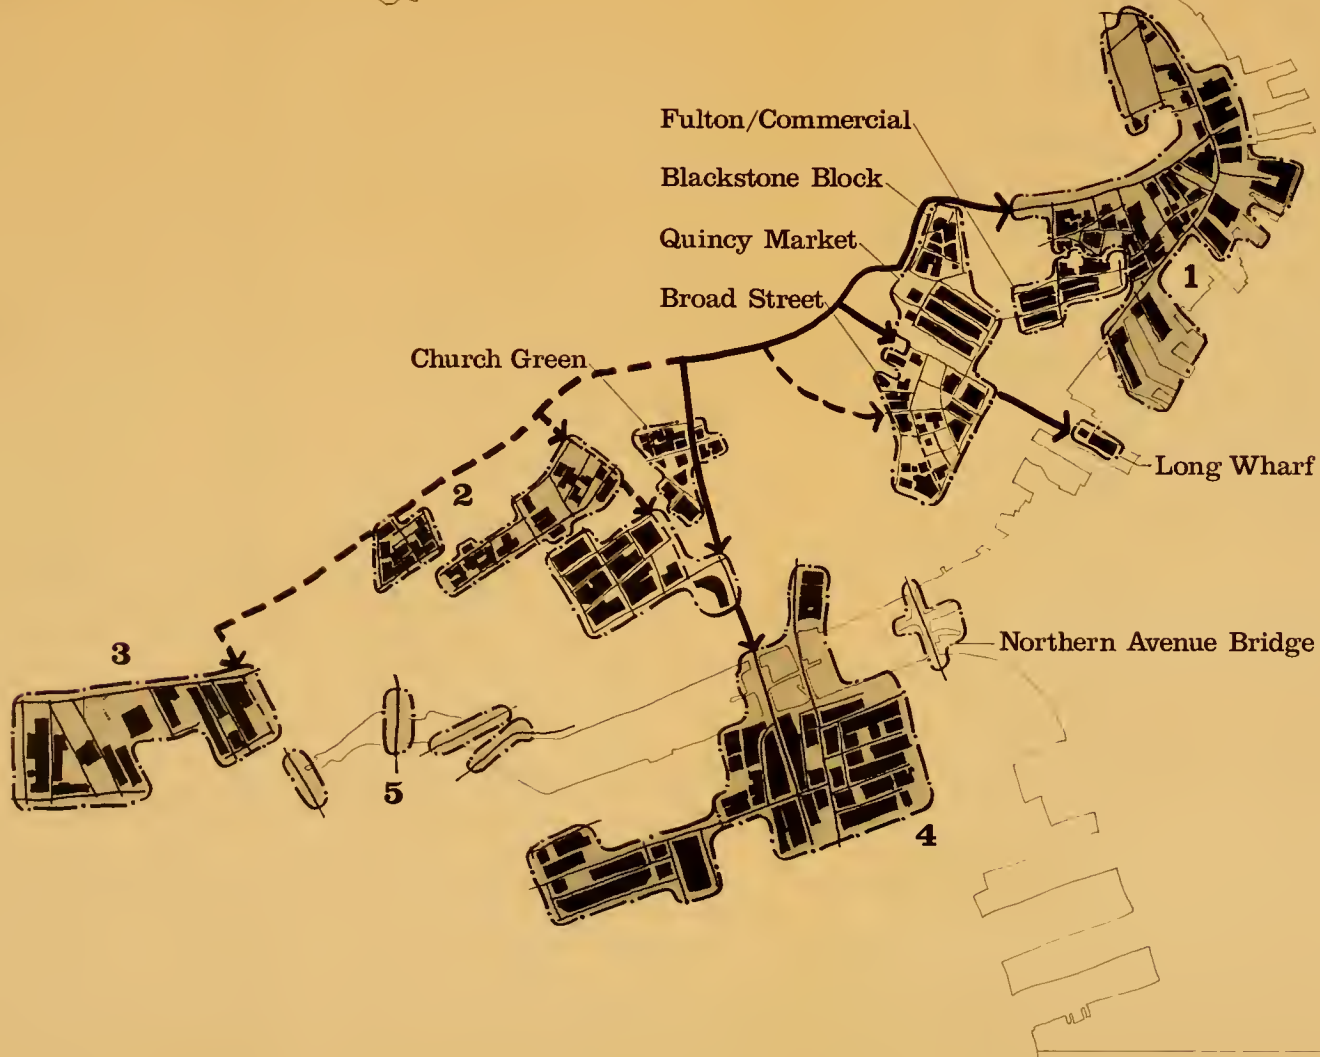 Fulton/Commercial
Blackstone Block
Quincy Market
Broad Street
1
Church Green
Long Wharf
2
Northern Avenue Bridge
3
5
4